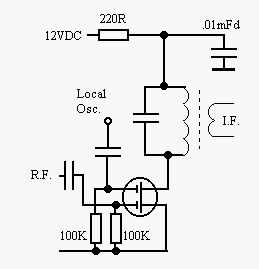 220R
12VDC
.01mFd
Local
Osc.
I.F.
R.F.
100K
100K